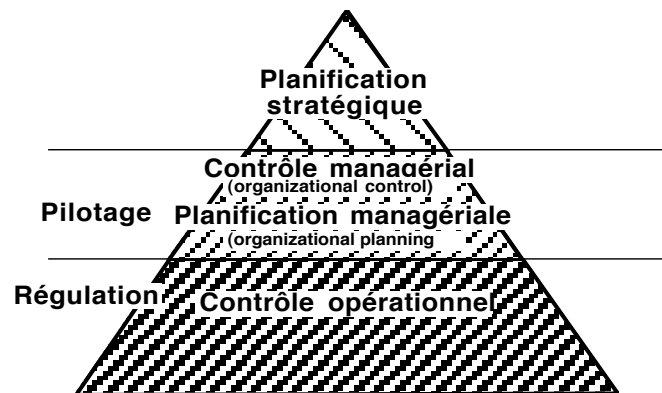 Planification
stratégique
Contrôle managérial
(organizational control)
Pilotage Planification managériale
(organizational planning
Régulation Contrôle opérationnel